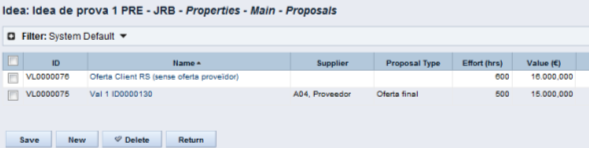 Idea: Idea de prova 1 PRE - JRB - Properties - Main - Proposals
Filter: System Default
ID Name Supplier Proposal Type Effort (hrs) Value (€)
VL0000076 Oferta Client RS (sense oferta proveïdor) 600 16.000,000
VL0000075 Val 1 ID0000130 A04, Proveedor Oferta final 500 15.000,000
Save New Delete Return